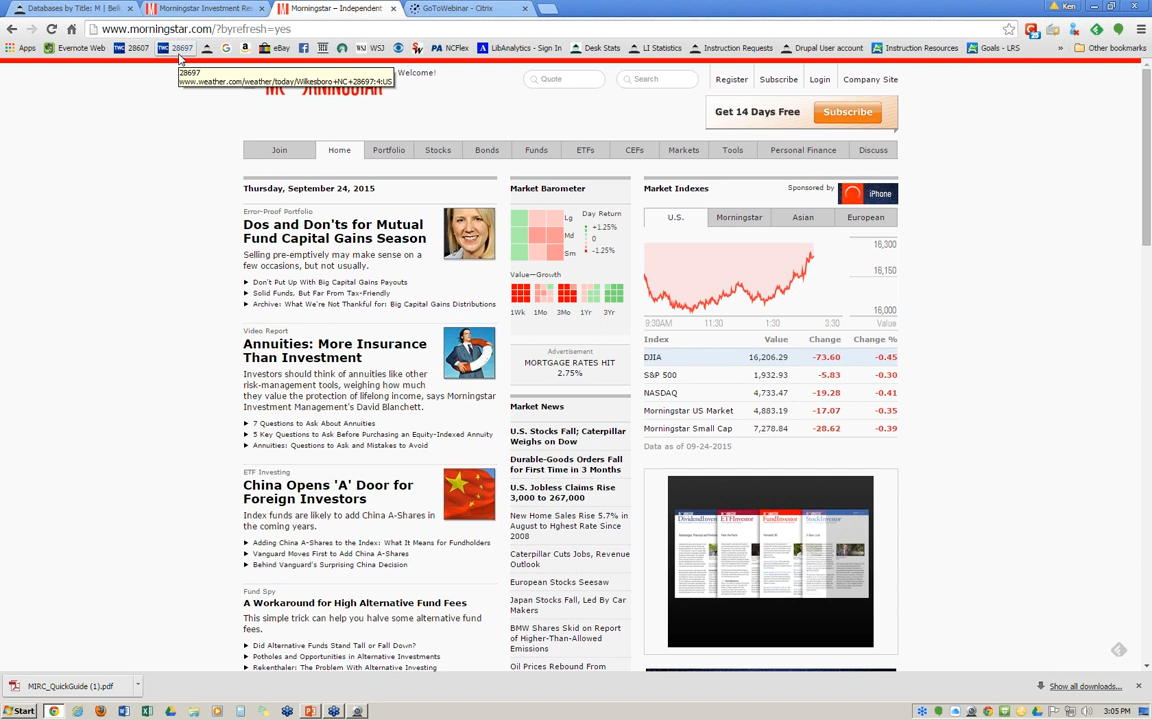 Databases by Title: M | Beli
Morningstar Investment Res
Morningstar – Independent
GoToWebinar - Citrix
Ken
www.morningstar.com/?byrefresh=yes
Apps
Evernote Web
28607
28697
eBay
WSJ
PA NCFlex
LibAnalytics - Sign In
Desk Stats
LI Statistics
Instruction Requests
Drupal User account
Instruction Resources
Goals - LRS
»
Other bookmarks
28697
www.weather.com/weather/today/Wilkesboro+NC+28697:4:US
Welcome!
Quote
Search
Register
Subscribe
Login
Company Site
Get 14 Days Free
Subscribe
Join
Home
Portfolio
Stocks
Bonds
Funds
ETFs
CEFs
Markets
Tools
Personal Finance
Discuss
Thursday, September 24, 2015
Error-Proof Portfolio
Dos and Don'ts for Mutual
Fund Capital Gains Season
Selling pre-emptively may make sense on a
few occasions, but not usually.
Don't Put Up With Big Capital Gains Payouts
Solid Funds, But Far From Tax-Friendly
Archive: What We're Not Thankful for: Big Capital Gains Distributions
Video Report
Annuities: More Insurance
Than Investment
Investors should think of annuities like other
risk-management tools, weighing how much
they value the protection of lifelong income, says Morningstar
Investment Management's David Blanchett.
7 Questions to Ask About Annuities
5 Key Questions to Ask Before Purchasing an Equity-Indexed Annuity
Annuities: Questions to Ask and Mistakes to Avoid
ETF Investing
China Opens 'A' Door for
Foreign Investors
Index funds are likely to add China A-Shares in
the coming years.
Adding China A-Shares to the Index: What It Means for Fundholders
Vanguard Moves First to Add China A-Shares
Behind Vanguard's Surprising China Decision
Fund Spy
A Workaround for High Alternative Fund Fees
This simple trick can help you halve some alternative fund
fees.
Did Alternative Funds Stand Tall or Fall Down?
Potholes and Opportunities in Alternative Investments
Rekenthaler: The Problem With Alternative Investing
Market Barometer
Day Return
Lg
+1.25%
Md
0
Sm
-1.25%
Value—Growth
1Wk
1Mo
3Mo
1Yr
3Yr
Advertisement
MORTGAGE RATES HIT
2.75%
Market News
U.S. Stocks Fall; Caterpillar
Weighs on Dow
Durable-Goods Orders Fall
for First Time in 3 Months
U.S. Jobless Claims Rise
3,000 to 267,000
New Home Sales Rise 5.7% in
August to Hghest Rate Since
2008
Caterpillar Cuts Jobs, Revenue
Outlook
European Stocks Seesaw
Japan Stocks Fall, Led By Car
Makers
BMW Shares Skid on Report
of Higher-Than-Allowed
Emissions
Oil Prices Rebound From
Market Indexes
Sponsored by
iPhone
U.S.
Morningstar
Asian
European
16,300
16,150
16,000
9:30AM
11:30
1:30
3:30
Value
Index Value Change Change %
DJIA 16,206.29 -73.60 -0.45
S&P 500 1,932.93 -5.83 -0.30
NASDAQ 4,733.47 -19.28 -0.41
Morningstar US Market 4,883.19 -17.07 -0.35
Morningstar Small Cap 7,278.84 -28.62 -0.39
Data as of 09-24-2015
DividendInvestor
ETFInvestor
FundInvestor
StockInvestor
MIRC_QuickGuide (1).pdf
Show all downloads...
Start
3:05 PM